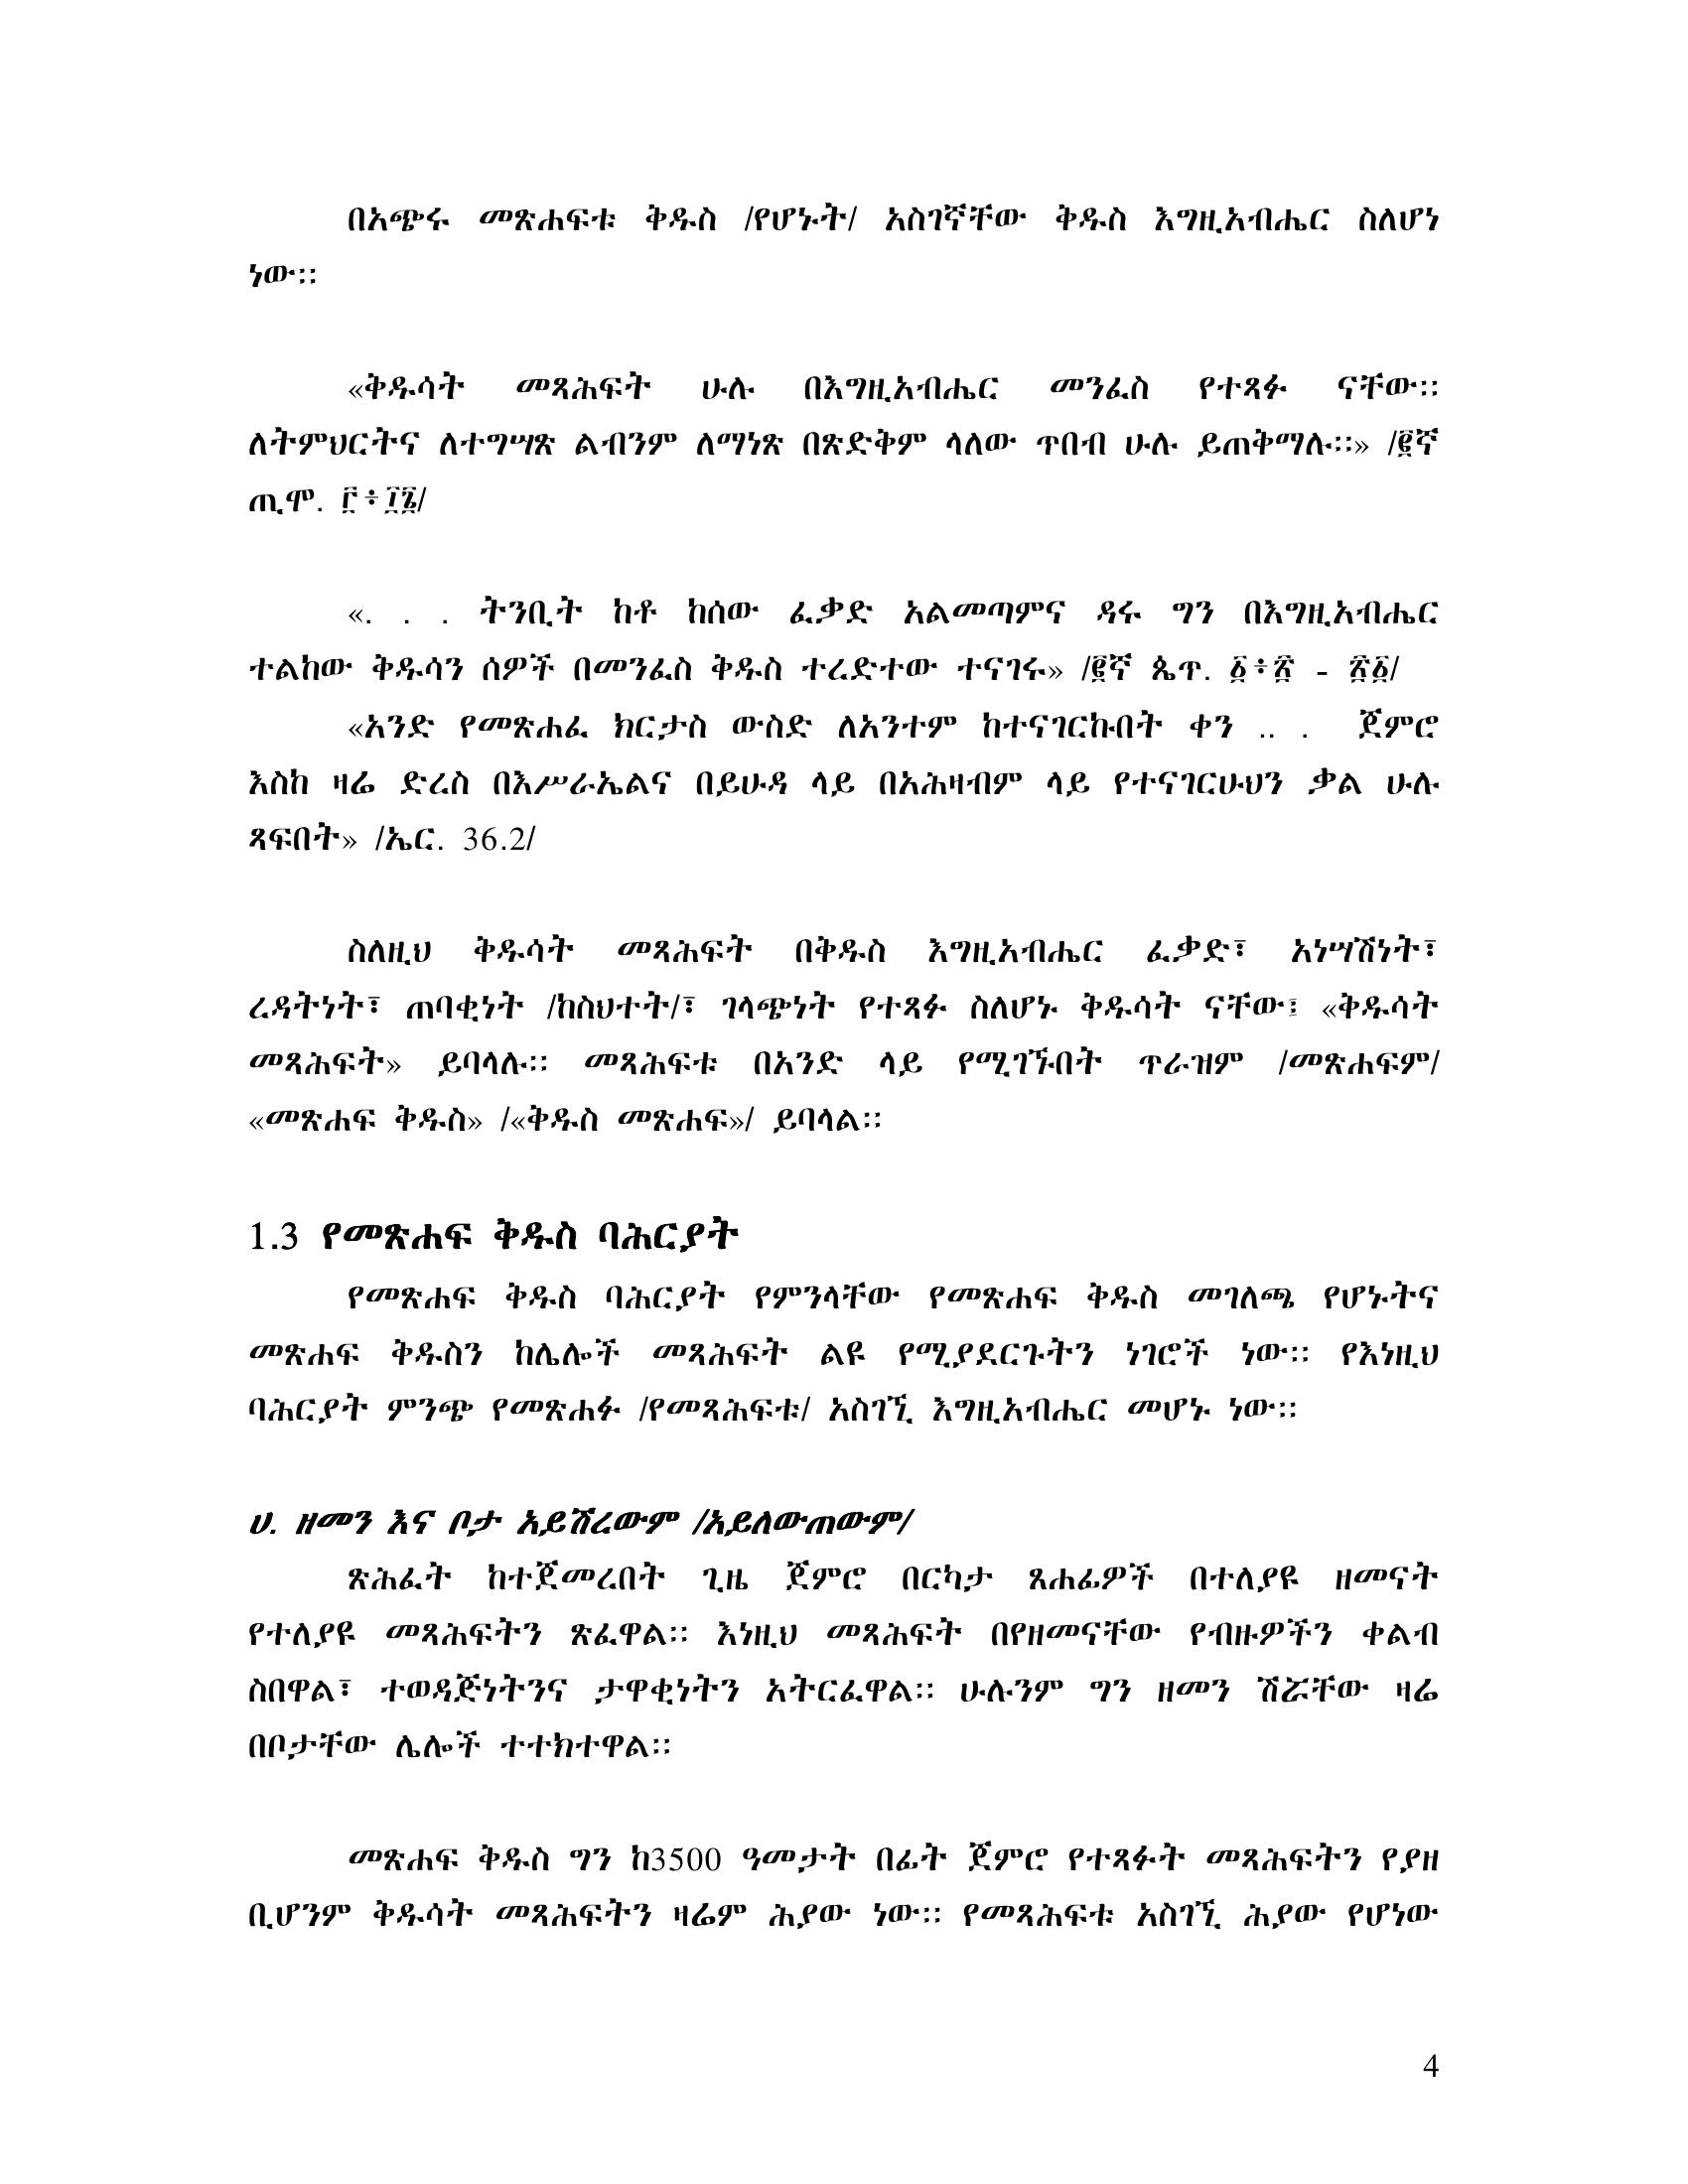 በአጭሩ መጽሐፍቱ ቅዱስ /የሆኑት/ አስገኛቸው ቅዱስ እግዚአብሔር ስለሆነ
ነው፡፡
«ቅዱሳት መጻሕፍት ሁሉ በእግዚአብሔር መንፈስ የተጻፉ ናቸው፡፡
ለትምህርትና ለተግሣጽ ልብንም ለማነጽ በጽድቅም ላለው ጥበብ ሁሉ ይጠቅማሉ፡፡» /፪ኛ
ጢሞ. ፫÷፲፮/
«. . . ትንቢት ከቶ ከሰው ፈቃድ አልመጣምና ዳሩ ግን በእግዚአብሔር
ተልከው ቅዱሳን ሰዎች በመንፈስ ቅዱስ ተረድተው ተናገሩ» /፪ኛ ጴጥ. ፩÷፳ - ፳፩/
«አንድ የመጽሐፈ ክርታስ ውስድ ለአንተም ከተናገርኩበት ቀን .. . ጀምሮ
እስከ ዛሬ ድረስ በእሥራኤልና በይሁዳ ላይ በአሕዛብም ላይ የተናገርሁህን ቃል ሁሉ
ጻፍበት» /ኤር. 36.2/
ስለዚህ ቅዱሳት መጻሕፍት በቅዱስ እግዚአብሔር ፈቃድ፣ አነሣሽነት፣
ረዳትነት፣ ጠባቂነት /ከስህተት/፣ ገላጭነት የተጻፉ ስለሆኑ ቅዱሳት ናቸው፤ «ቅዱሳት
መጻሕፍት» ይባላሉ፡፡ መጻሕፍቱ በአንድ ላይ የሚገኙበት ጥራዝም /መጽሐፍም/
«መጽሐፍ ቅዱስ» /«ቅዱስ መጽሐፍ»/ ይባላል፡፡
1.3 የመጽሐፍ ቅዱስ ባሕርያት
የመጽሐፍ ቅዱስ ባሕርያት የምንላቸው የመጽሐፍ ቅዱስ መገለጫ የሆኑትና
መጽሐፍ ቅዱስን ከሌሎች መጻሕፍት ልዩ የሚያደርጉትን ነገሮች ነው፡፡ የእነዚህ
ባሕርያት ምንጭ የመጽሐፉ /የመጻሕፍቱ/ አስገኚ እግዚአብሔር መሆኑ ነው፡፡
ሀ. ዘመን እና ቦታ አይሽረውም /አይለውጠውም/
ጽሕፈት ከተጀመረበት ጊዜ ጀምሮ በርካታ ጸሐፊዎች በተለያዩ ዘመናት
የተለያዩ መጻሕፍትን ጽፈዋል፡፡ እነዚህ መጻሕፍት በየዘመናቸው የብዙዎችን ቀልብ
ስበዋል፣ ተወዳጅነትንና ታዋቂነትን አትርፈዋል፡፡ ሁሉንም ግን ዘመን ሽሯቸው ዛሬ
በቦታቸው ሌሎች ተተክተዋል፡፡
መጽሐፍ ቅዱስ ግን ከ3500 ዓመታት በፊት ጀምሮ የተጻፉት መጻሕፍትን የያዘ
ቢሆንም ቅዱሳት መጻሕፍትን ዛሬም ሕያው ነው፡፡ የመጻሕፍቱ አስገኚ ሕያው የሆነው
4